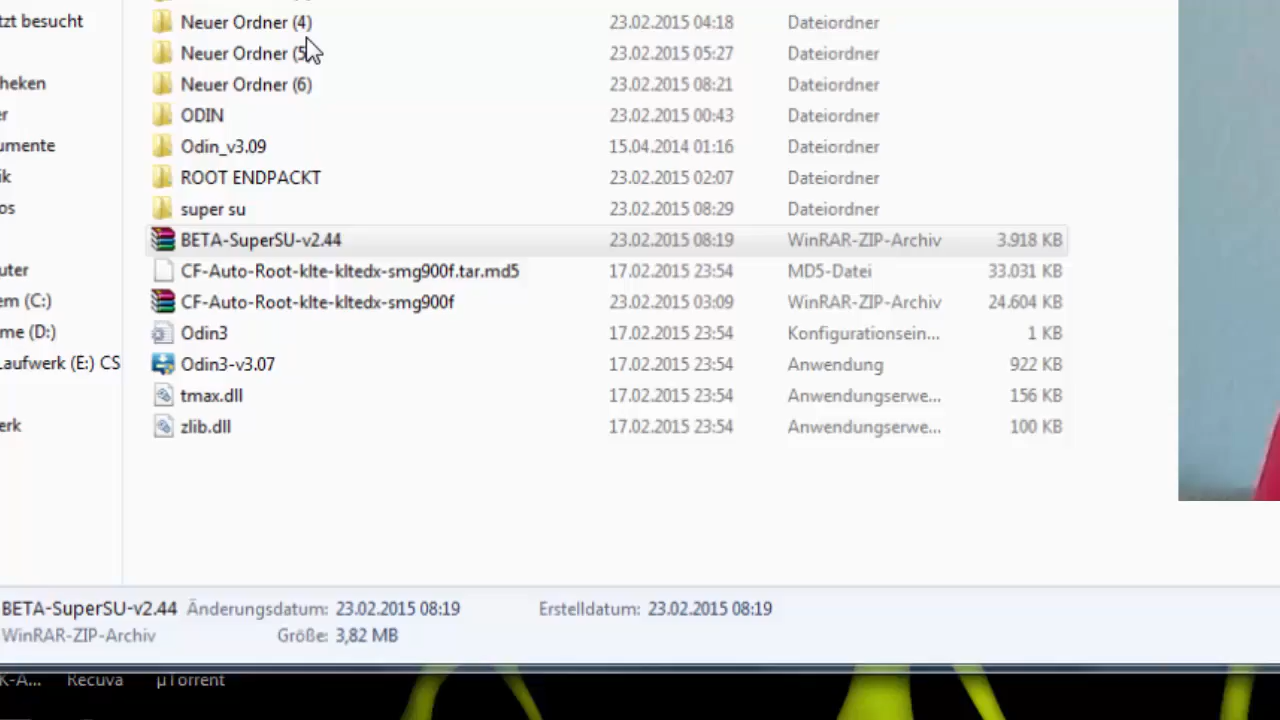 tzt besucht
Neuer Ordner (4) 23.02.2015 04:18 Dateiordner
Neuer Ordner (5 23.02.2015 05:27 Dateiordner
heken Neuer Ordner (6) 23.02.2015 08:21 Dateiordner
r ODIN 23.02.2015 00:43 Dateiordner
umente Odin_v3.09 15.04.2014 01:16 Dateiordner
ik ROOT ENDPACKT 23.02.2015 02:07 Dateiordner
os super su 23.02.2015 08:29 Dateiordner
BETA-SuperSU-v2.44 23.02.2015 08:19 WinRAR-ZIP-Archiv 3.918 KB
uter CF-Auto-Root-klte-kltedx-smg900f.tar.md5 17.02.2015 23:54 MD5-Datei 33.031 KB
em (C:) CF-Auto-Root-klte-kltedx-smg900f 23.02.2015 03:09 WinRAR-ZIP-Archiv 24.604 KB
me (D:) Odin3 17.02.2015 23:54 Konfigurationsein... 1 KB
Laufwerk (E:) CS Odin3-v3.07 17.02.2015 23:54 Anwendung 922 KB
tmax.dll 17.02.2015 23:54 Anwendungserwe... 156 KB
erk zlib.dll 17.02.2015 23:54 Anwendungserwe... 100 KB
BETA-SuperSU-v2.44 Änderungsdatum: 23.02.2015 08:19 Erstelldatum: 23.02.2015 08:19
WinRAR-ZIP-Archiv Größe: 3,82 MB
K-A... Recuva µTorrent